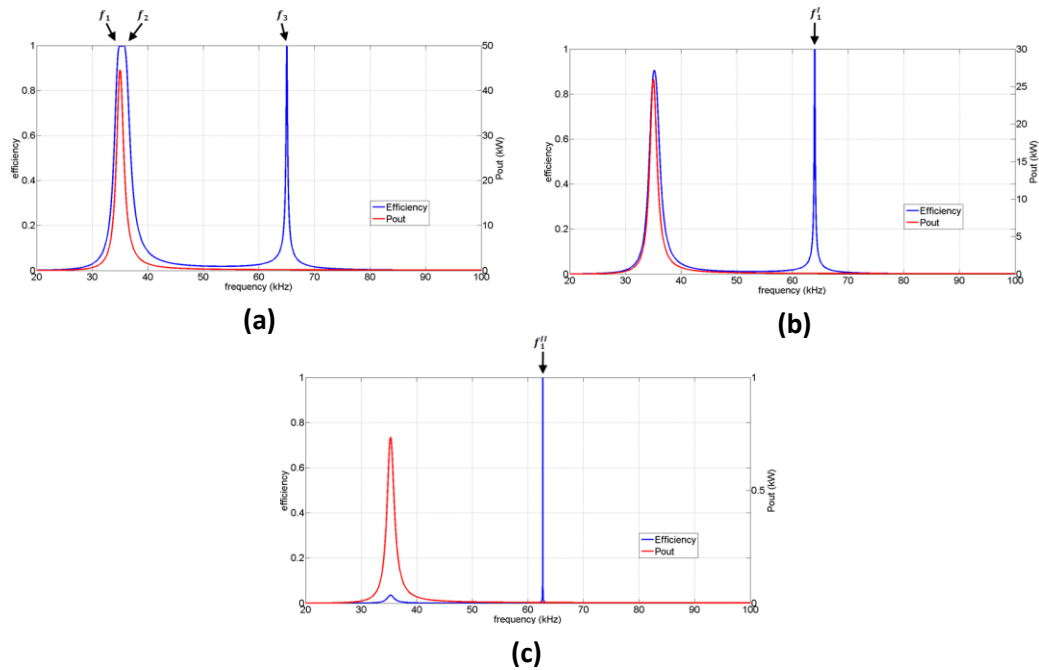 f₁ f₂ f₃
1 0.8 0.6 0.4 0.2 0
efficiency
50 40 30 20 10 0
Pout (kW)
Efficiency
Pout
20 30 40 50 60 70 80 90 100
frequency (kHz)
(a)
f₁ᴵ
1 0.8 0.6 0.4 0.2 0
efficiency
30 25 20 15 10 5 0
Pout (kW)
Efficiency
Pout
20 30 40 50 60 70 80 90 100
frequency (kHz)
(b)
f₁ᴵᴵ
1 0.8 0.6 0.4 0.2 0
efficiency
1 0.5 0
Pout (kW)
Efficiency
Pout
20 30 40 50 60 70 80 90 100
frequency (kHz)
(c)